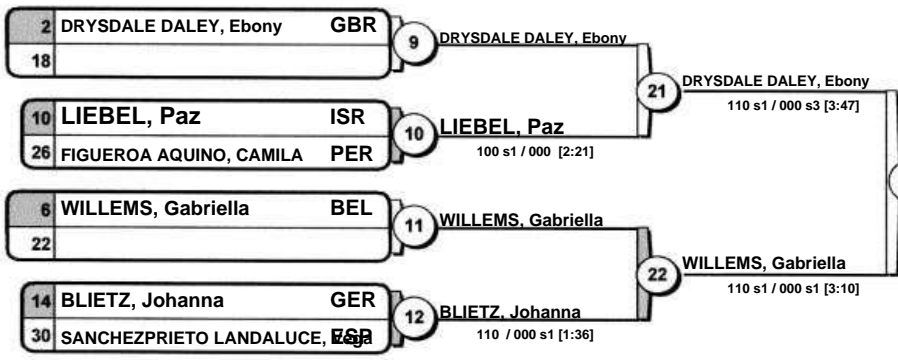 2 DRYSDALE DALEY, Ebony GBR
18
9
DRYSDALE DALEY, Ebony
10 LIEBEL, Paz ISR
26 FIGUEROA AQUINO, CAMILA PER
10
LIEBEL, Paz
100 s1 / 000 [2:21]
21
DRYSDALE DALEY, Ebony
110 s1 / 000 s3 [3:47]
6 WILLEMS, Gabriella BEL
22
11
WILLEMS, Gabriella
14 BLIETZ, Johanna GER
30 SANCHEZPRIETO LANDALUCE, Vega ESP
12
BLIETZ, Johanna
110 / 000 s1 [1:36]
22
WILLEMS, Gabriella
110 s1 / 000 s1 [3:10]